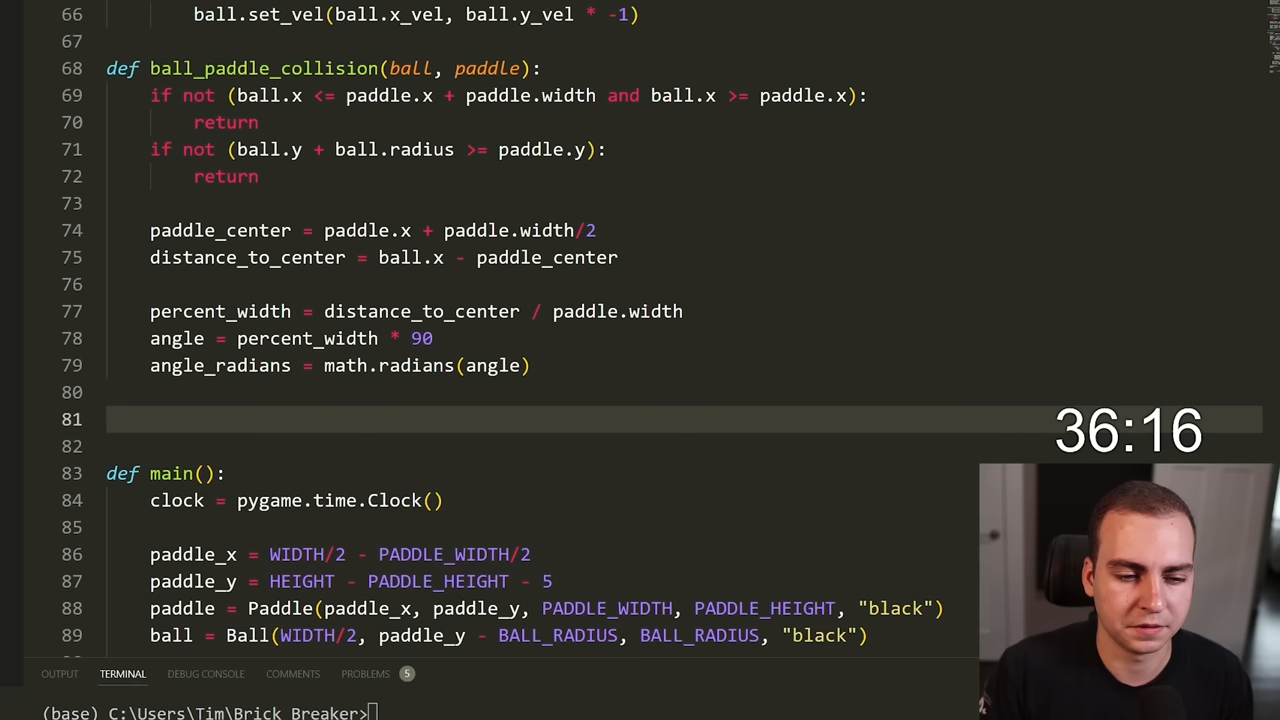 66 ball.set_vel(ball.x_vel, ball.y_vel * -1)
67
68 def ball_paddle_collision(ball, paddle):
69 if not (ball.x <= paddle.x + paddle.width and ball.x >= paddle.x):
70 return
71 if not (ball.y + ball.radius >= paddle.y):
72 return
73
74 paddle_center = paddle.x + paddle.width/2
75 distance_to_center = ball.x - paddle_center
76
77 percent_width = distance_to_center / paddle.width
78 angle = percent_width * 90
79 angle_radians = math.radians(angle)
80
81
36:16
82
83 def main():
84 clock = pygame.time.Clock()
85
86 paddle_x = WIDTH/2 - PADDLE_WIDTH/2
87 paddle_y = HEIGHT - PADDLE_HEIGHT - 5
88 paddle = Paddle(paddle_x, paddle_y, PADDLE_WIDTH, PADDLE_HEIGHT, "black")
89 ball = Ball(WIDTH/2, paddle_y - BALL_RADIUS, BALL_RADIUS, "black")
OUTPUT TERMINAL DEBUG CONSOLE COMMENTS PROBLEMS 5
(base) C:\Users\Tim\Brick Breaker>